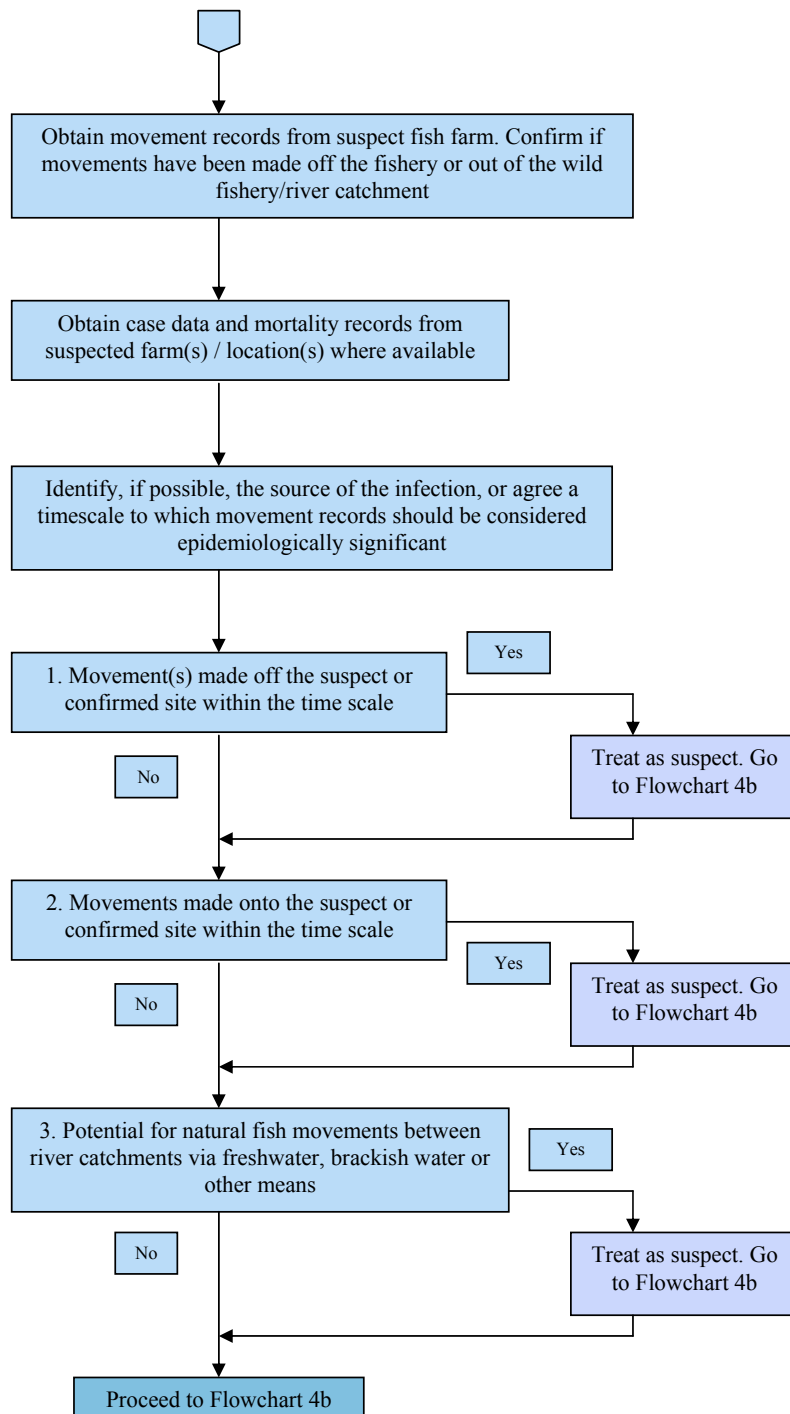 Obtain movement records from suspect fish farm. Confirm if
movements have been made off the fishery or out of the wild
fishery/river catchment
Obtain case data and mortality records from
suspected farm(s) / location(s) where available
Identify, if possible, the source of the infection, or agree a
timescale to which movement records should be considered
epidemiologically significant
1. Movement(s) made off the suspect or
confirmed site within the time scale
Yes
No
Treat as suspect. Go
to Flowchart 4b
2. Movements made onto the suspect or
confirmed site within the time scale
Yes
No
Treat as suspect. Go
to Flowchart 4b
3. Potential for natural fish movements between
river catchments via freshwater, brackish water or
other means
Yes
No
Treat as suspect. Go
to Flowchart 4b
Proceed to Flowchart 4b